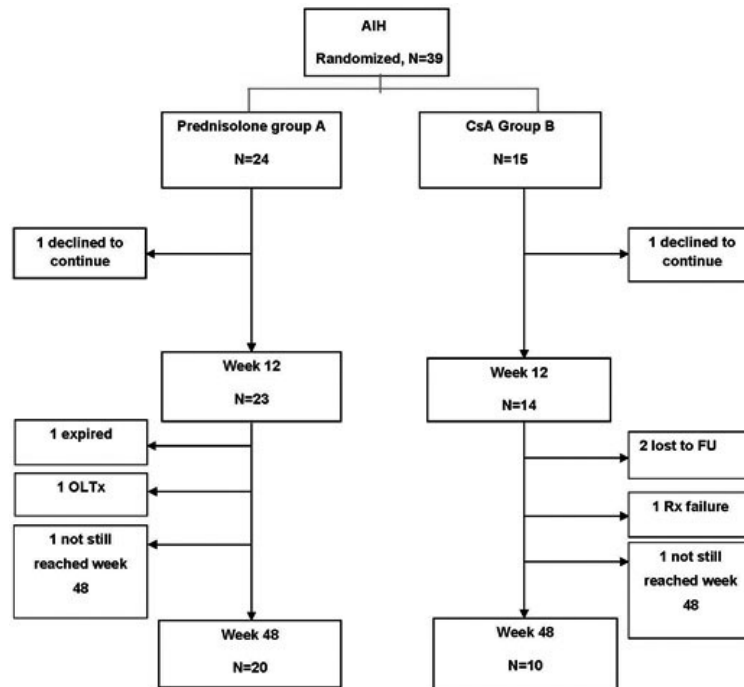 AIH
Randomized, N=39
Prednisolone group A
N=24
CsA Group B
N=15
1 declined to
continue
1 declined to
continue
Week 12
N=23
Week 12
N=14
1 expired
2 lost to FU
1 OLTx
1 Rx failure
1 not still
reached week
48
1 not still
reached week
48
Week 48
N=20
Week 48
N=10